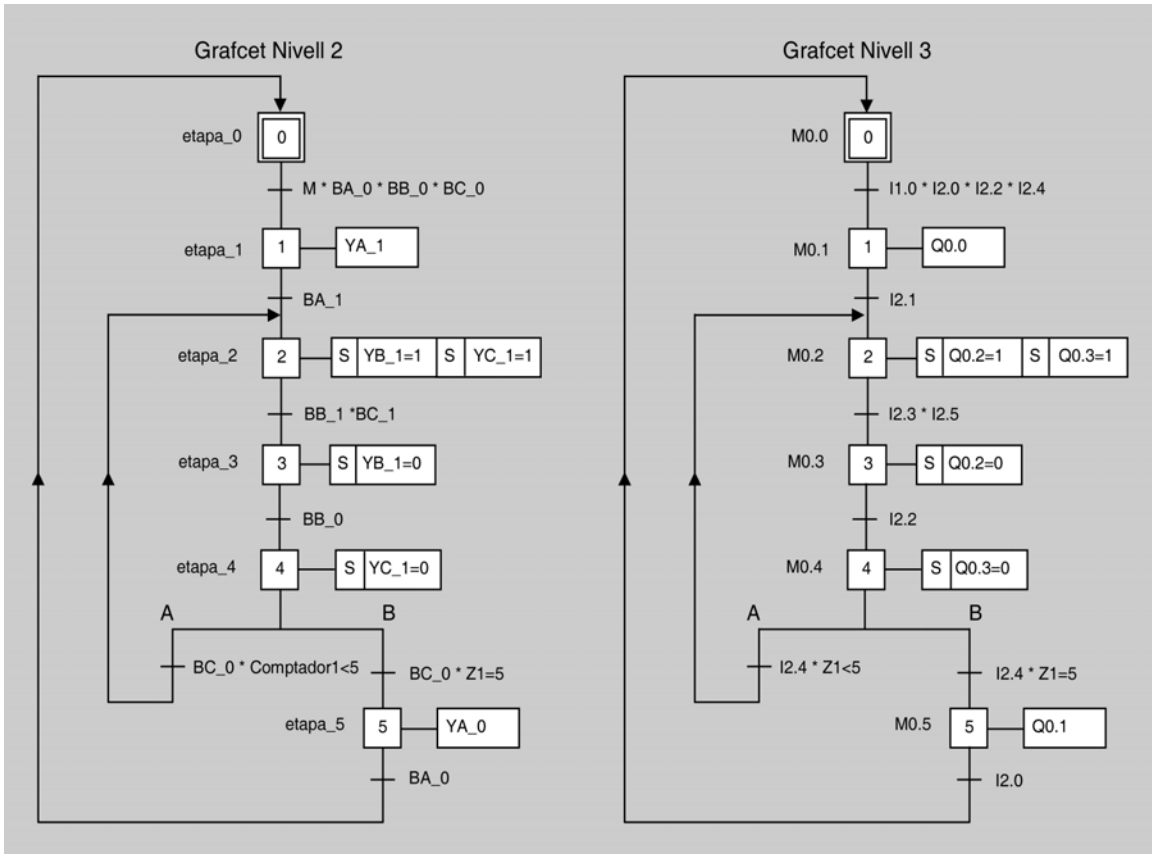 Grafcet Nivell 2
etapa_0
0
M * BA_0 * BB_0 * BC_0
etapa_1
1
YA_1
BA_1
etapa_2
2
S YB_1=1 S YC_1=1
BB_1 *BC_1
etapa_3
3
S YB_1=0
BB_0
etapa_4
4
S YC_1=0
A
B
BC_0 * Comptador1<5
BC_0 * Z1=5
etapa_5
5
YA_0
BA_0
Grafcet Nivell 3
M0.0
0
I1.0 * I2.0 * I2.2 * I2.4
M0.1
1
Q0.0
I2.1
M0.2
2
S Q0.2=1 S Q0.3=1
I2.3 * I2.5
M0.3
3
S Q0.2=0
I2.2
M0.4
4
S Q0.3=0
A
B
I2.4 * Z1<5
I2.4 * Z1=5
M0.5
5
Q0.1
I2.0